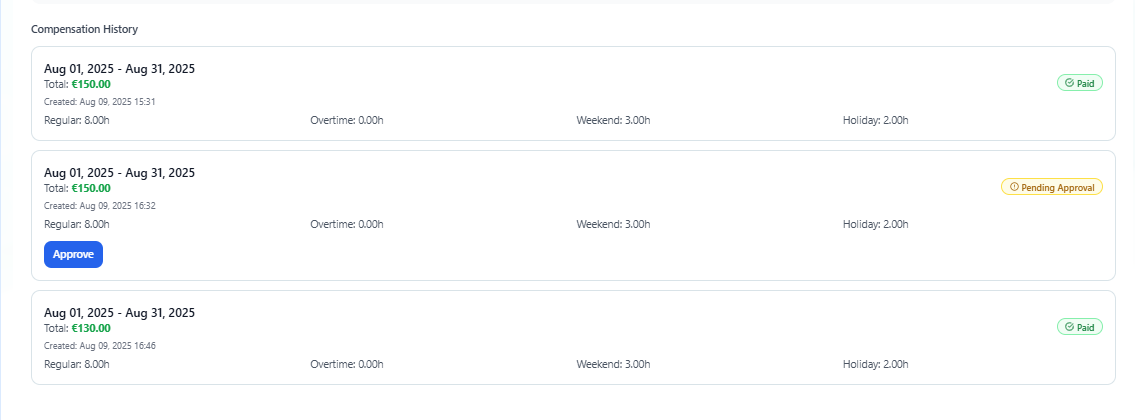 Compensation History
Aug 01, 2025 - Aug 31, 2025
Total: €150.00
Paid
Created: Aug 09, 2025 15:31
Regular: 8.00h Overtime: 0.00h Weekend: 3.00h Holiday: 2.00h
Aug 01, 2025 - Aug 31, 2025
Total: €150.00
Pending Approval
Created: Aug 09, 2025 16:32
Regular: 8.00h Overtime: 0.00h Weekend: 3.00h Holiday: 2.00h
Approve
Aug 01, 2025 - Aug 31, 2025
Total: €130.00
Paid
Created: Aug 09, 2025 16:46
Regular: 8.00h Overtime: 0.00h Weekend: 3.00h Holiday: 2.00h